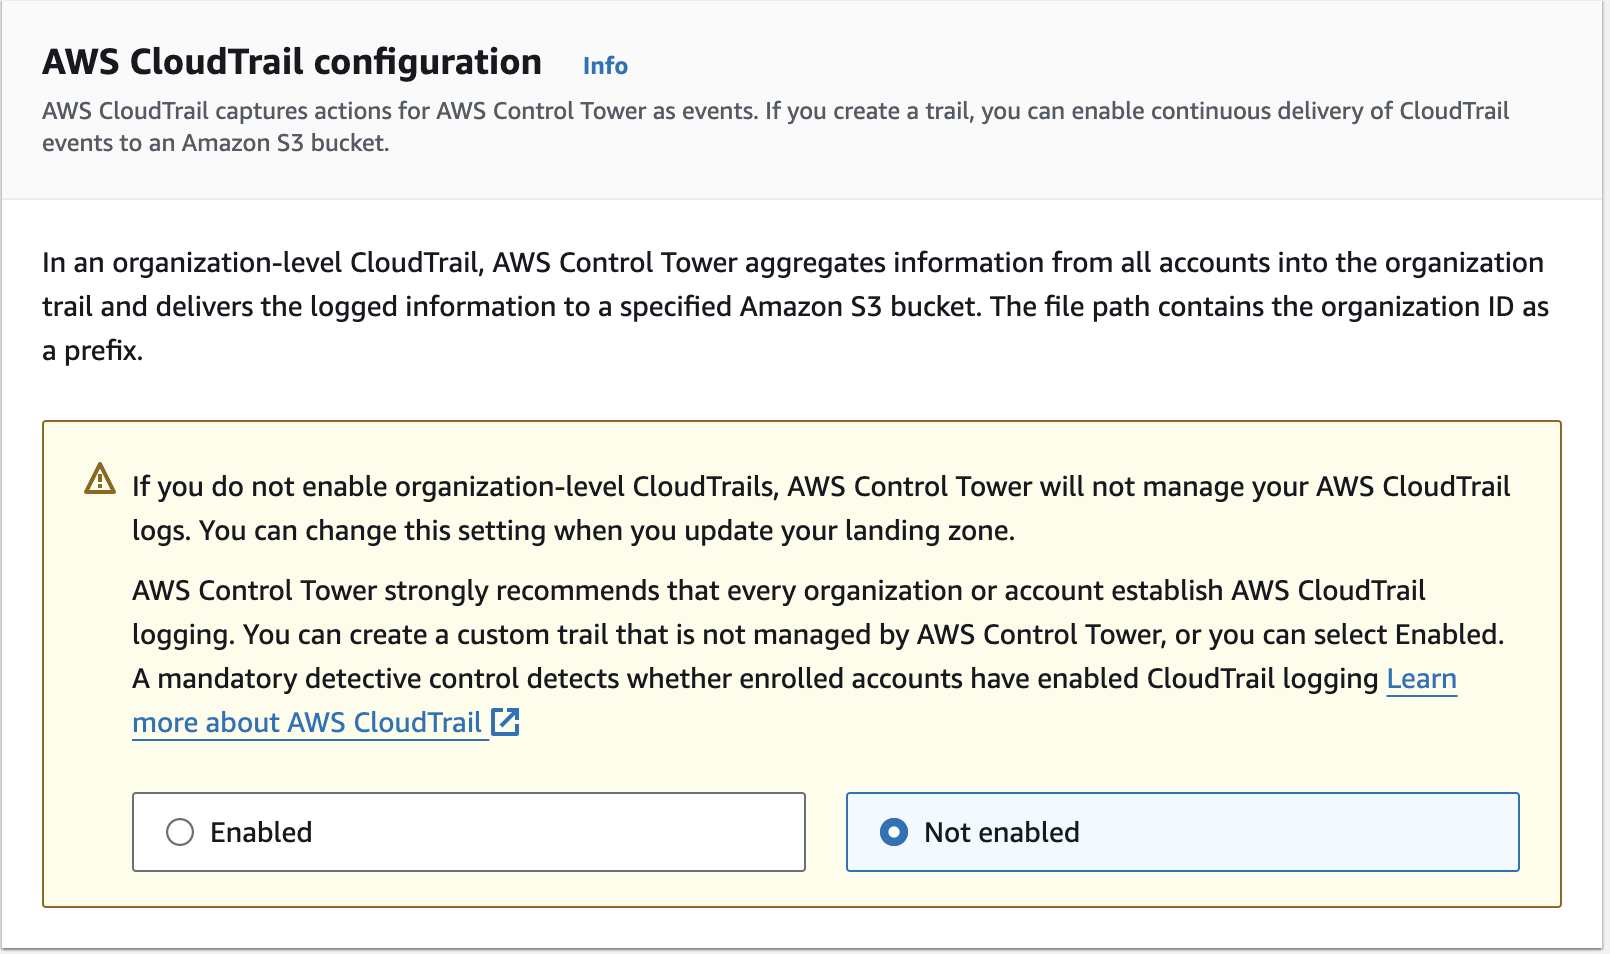 AWS CloudTrail configuration Info
AWS CloudTrail captures actions for AWS Control Tower as events. If you create a trail, you can enable continuous delivery of CloudTrail
events to an Amazon S3 bucket.
In an organization-level CloudTrail, AWS Control Tower aggregates information from all accounts into the organization
trail and delivers the logged information to a specified Amazon S3 bucket. The file path contains the organization ID as
a prefix.
If you do not enable organization-level CloudTrails, AWS Control Tower will not manage your AWS CloudTrail
logs. You can change this setting when you update your landing zone.
AWS Control Tower strongly recommends that every organization or account establish AWS CloudTrail
logging. You can create a custom trail that is not managed by AWS Control Tower, or you can select Enabled.
A mandatory detective control detects whether enrolled accounts have enabled CloudTrail logging Learn
more about AWS CloudTrail
Enabled Not enabled